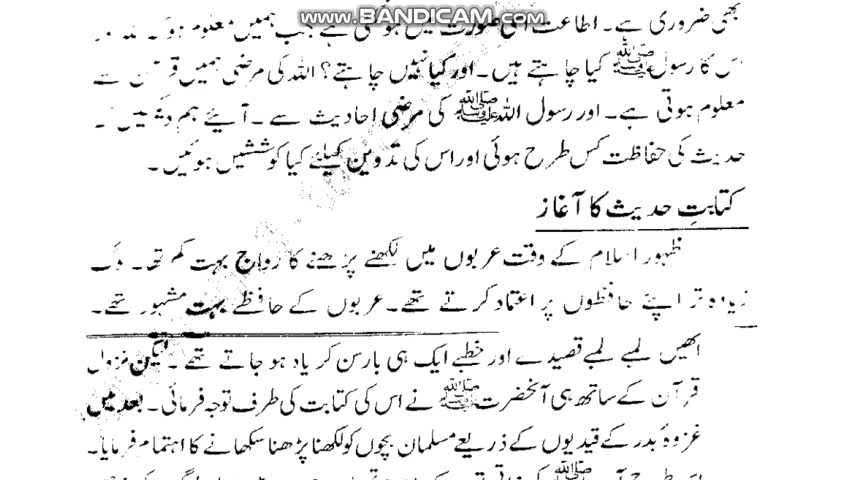 www.BANDICAM.com
بھی ضروری ہے۔ اطاعت اسی صورت میں ہو سکتی ہے جب ہمیں معلوم ہو
اس کا رسول ﷺ کیا چاہتے ہیں۔ اور کیا نہیں چاہتے؟ اللہ کی مرضی ہمیں قرآن سے
معلوم ہوتی ہے۔ اور رسول اللہ ﷺ کی مرضی احادیث سے۔ آیئے ہم دیکھیں
حدیث کی حفاظت کس طرح ہوئی اور اس کی تدوین کیلئے کیا کوششیں ہوئیں۔
کتابتِ حدیث کا آغاز
ظہور اسلام کے وقت عربوں میں لکھنے پڑھنے کا رواج بہت کم تھا۔
زیادہ تر اپنے حافظوں پر اعتماد کرتے تھے۔ عربوں کے حافظے بہت مشہور تھے۔
انھیں لمبے لمبے قصیدے اور خطبے ایک ہی بار سن کر یاد ہو جاتے تھے۔ لیکن نزول
قرآن کے ساتھ ہی آنحضرت ﷺ نے اس کی کتابت کی طرف توجہ فرمائی۔ بعد میں
غزوۂ بدر کے قیدیوں کے ذریعے مسلمان بچوں کو لکھنا پڑھنا سکھانے کا اہتمام فرمایا۔